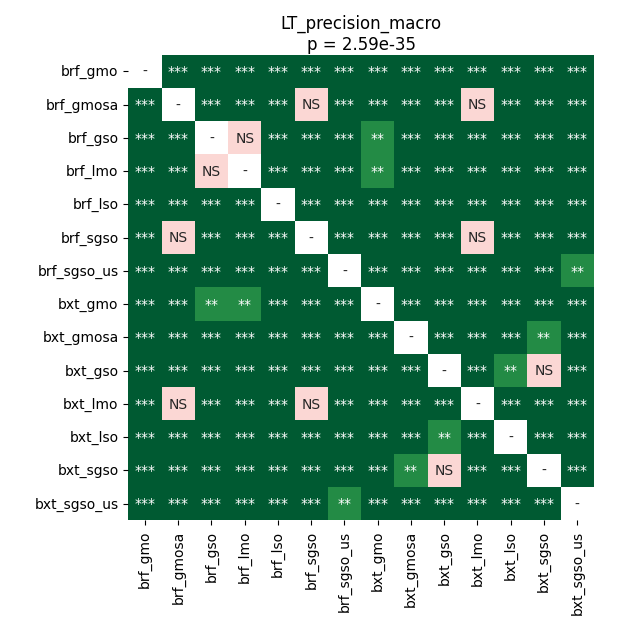 LT_precision_macro
p = 2.59e-35
brf_gmo - *** *** *** *** *** *** *** *** *** *** *** *** ***
brf_gmosa *** - *** *** *** NS *** *** *** *** NS *** *** ***
brf_gso *** *** - NS *** *** *** ** *** *** *** *** *** ***
brf_lmo *** *** NS - *** *** *** ** *** *** *** *** *** ***
brf_lso *** *** *** *** - *** *** *** *** *** *** *** *** ***
brf_sgso *** NS *** *** *** - *** *** *** *** NS *** *** ***
brf_sgso_us *** *** *** *** *** *** - *** *** *** *** *** *** **
bxt_gmo *** *** ** ** *** *** *** - *** *** *** *** *** ***
bxt_gmosa *** *** *** *** *** *** *** *** - *** *** *** ** ***
bxt_gso *** *** *** *** *** *** *** *** *** - *** ** NS ***
bxt_lmo *** NS *** *** *** NS *** *** *** *** - *** *** ***
bxt_lso *** *** *** *** *** *** *** *** *** ** *** - *** ***
bxt_sgso *** *** *** *** *** *** *** *** ** NS *** *** - ***
bxt_sgso_us *** *** *** *** *** *** ** *** *** *** *** *** *** -
brf_gmo brf_gmosa brf_gso brf_lmo brf_lso brf_sgso brf_sgso_us bxt_gmo bxt_gmosa bxt_gso bxt_lmo bxt_lso bxt_sgso bxt_sgso_us